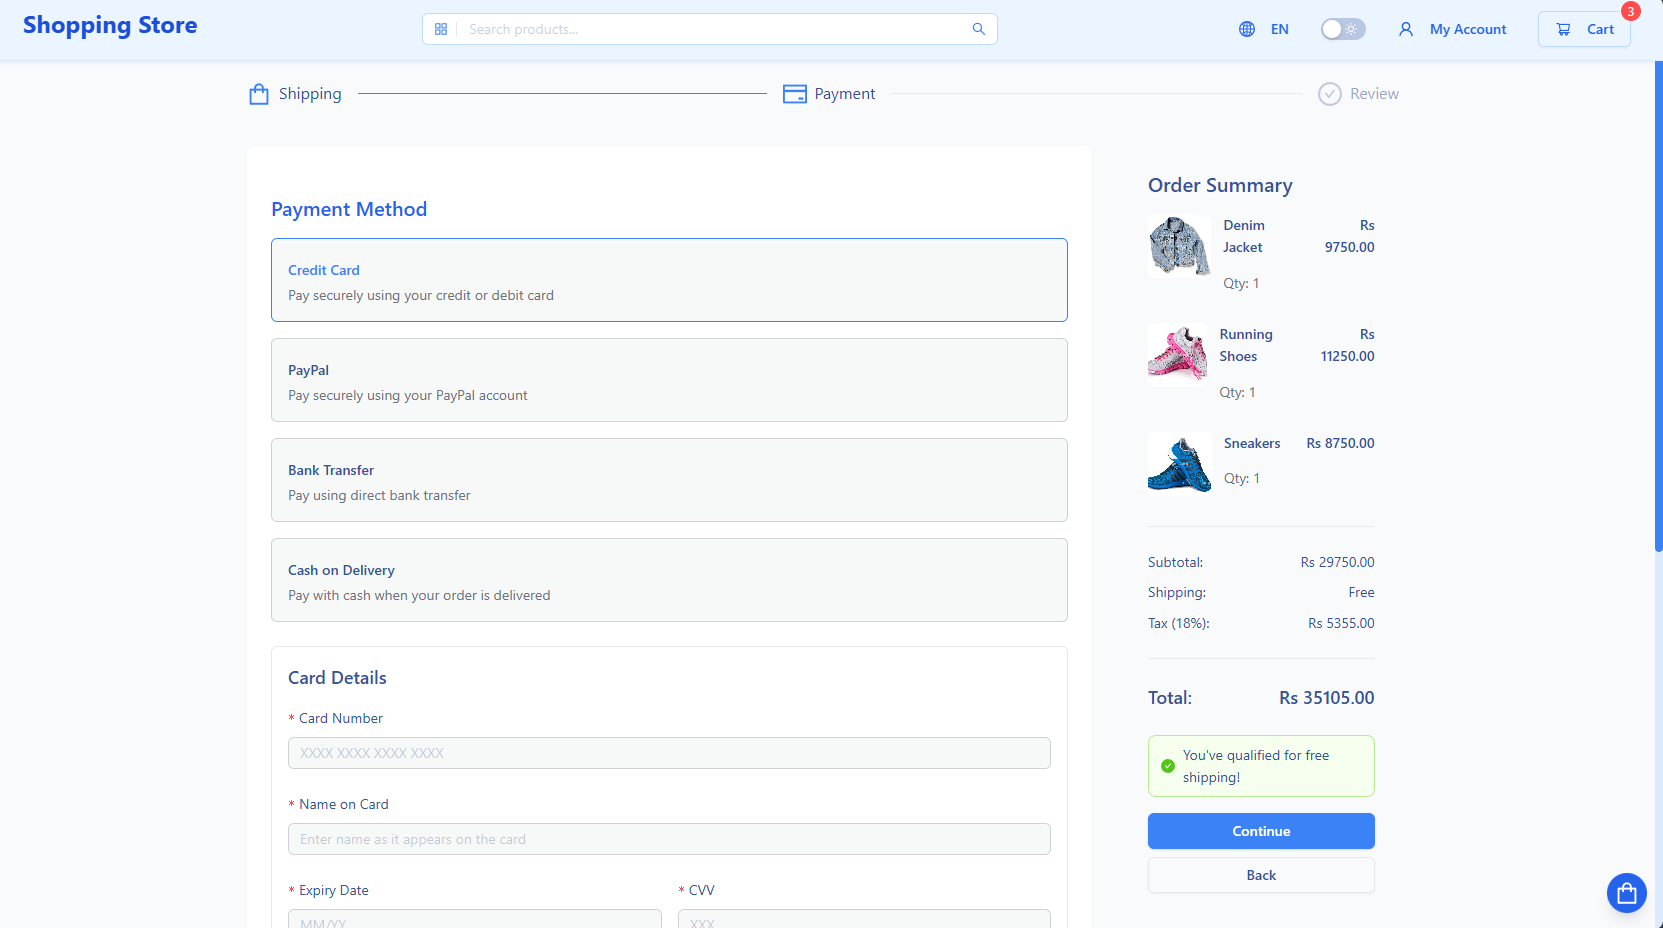 Shopping Store
Search products...
EN
My Account
Cart
3
Shipping
Payment
Review
Payment Method
Credit Card
Pay securely using your credit or debit card
PayPal
Pay securely using your PayPal account
Bank Transfer
Pay using direct bank transfer
Cash on Delivery
Pay with cash when your order is delivered
Card Details
* Card Number
XXXX XXXX XXXX XXXX
* Name on Card
Enter name as it appears on the card
* Expiry Date
* CVV
MM/YY
XXX
Order Summary
Denim Rs
Jacket 9750.00
Qty: 1
Running Rs
Shoes 11250.00
Qty: 1
Sneakers Rs 8750.00
Qty: 1
Subtotal: Rs 29750.00
Shipping: Free
Tax (18%): Rs 5355.00
Total: Rs 35105.00
You've qualified for free
shipping!
Continue
Back